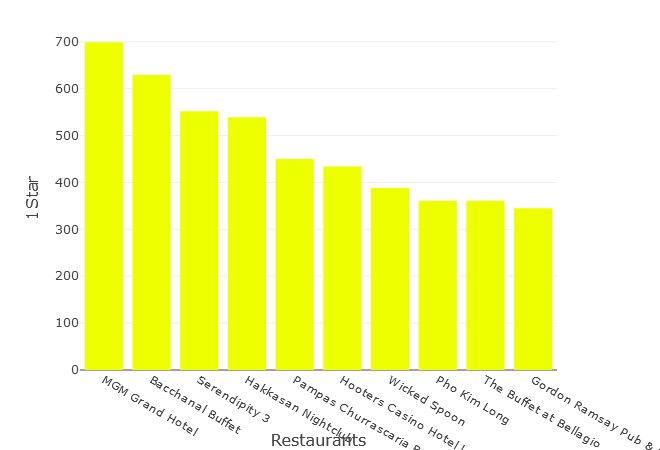 700
600
500
400
300
200
100
0
1 Star
MGM Grand Hotel
Bacchanal Buffet
Serendipity 3
Hakkasan Nightclub
Pampas Churrascaria
Hooters Casino Hotel
Wicked Spoon
Pho Kim Long
The Buffet at Bellagio
Gordon Ramsay Pub &
Restaurants